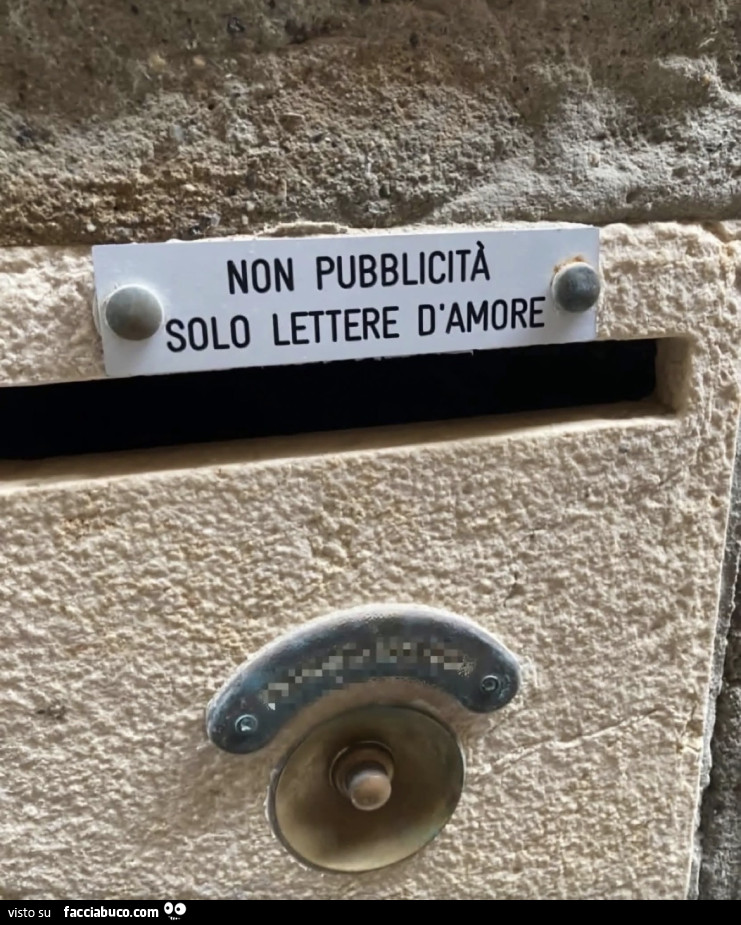 NON PUBBLICITÀ
SOLO LETTERE D'AMORE
visto su facciabuco.com